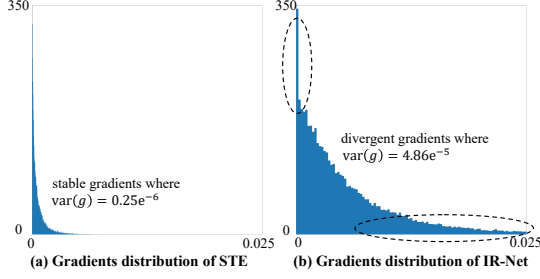 350
stable gradients where
var(g) = 0.25e⁻⁶
0
0
0.025
(a) Gradients distribution of STE
350
divergent gradients where
var(g) = 4.86e⁻⁵
0
0
0.025
(b) Gradients distribution of IR-Net